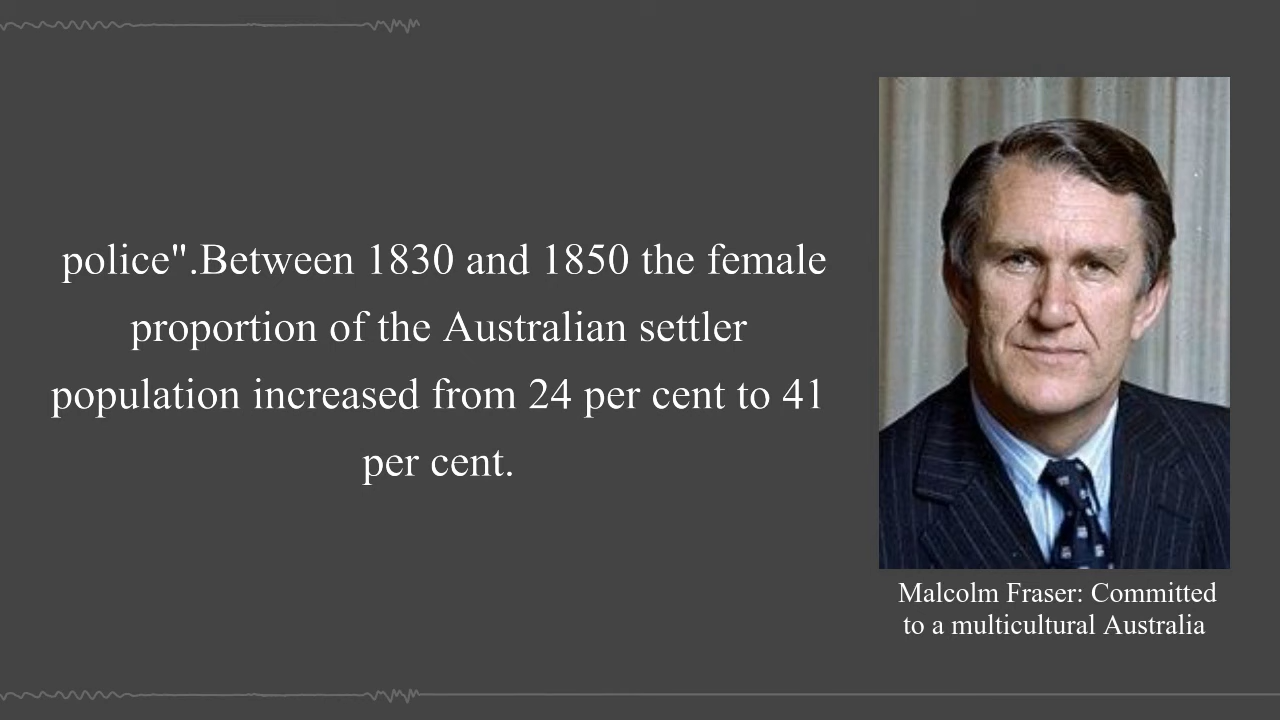 police".Between 1830 and 1850 the female
proportion of the Australian settler
population increased from 24 per cent to 41
per cent.
Malcolm Fraser: Committed
to a multicultural Australia